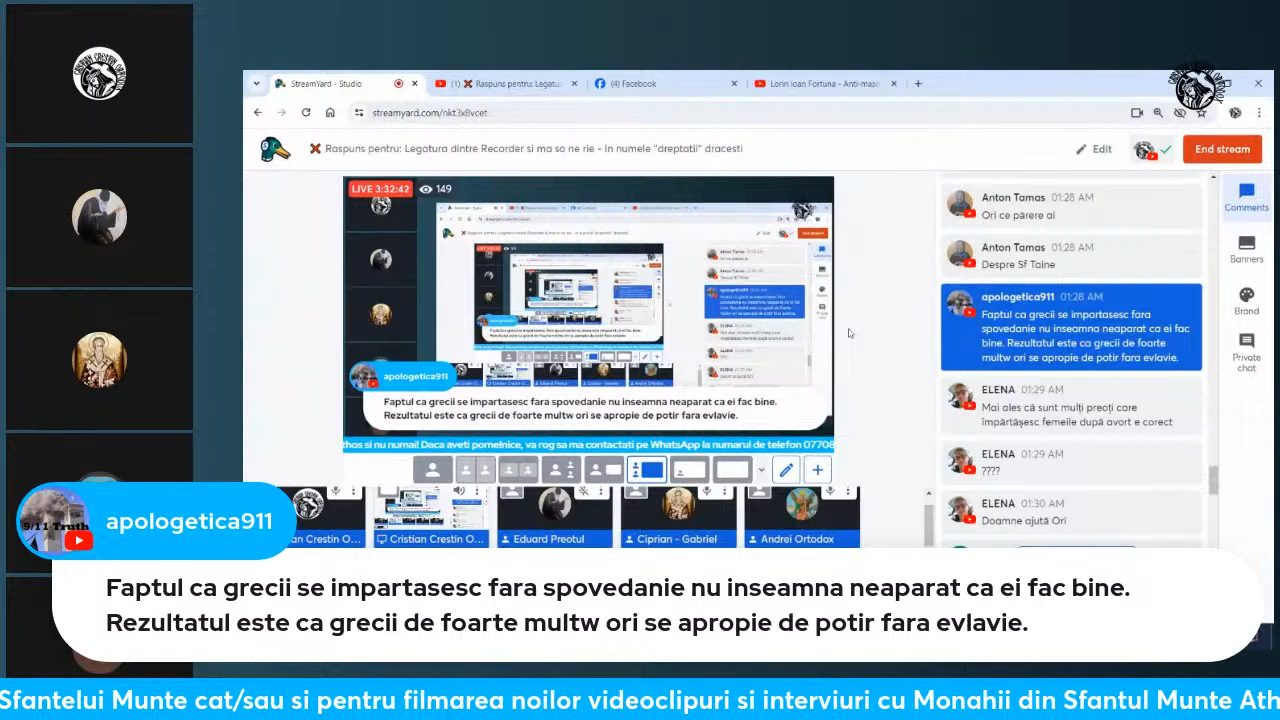 StreamYard - Studio
(1) ❌ Raspuns pentru: Legatu
(4) Facebook
Lorin Ioan Fortuna - Anti-maso
streamyard.com/nkt3x8vcet
❌ Raspuns pentru: Legatura dintre Recorder si ma so ne rie - In numele "dreptatii" dracesti
Edit
End stream
LIVE 3:32:42
149
apologetica911
Faptul ca grecii se impartasesc fara spovedanie nu inseamna neaparat ca ei fac bine.
Rezultatul este ca grecii de foarte multw ori se apropie de potir fara evlavie.
thos si nu numai! Daca aveti pomelnice, va rog sa ma contactati pe WhatsApp la numarul de telefon 07708
Anton Tamas 01:28 AM
Ori ce părere ai
Anton Tamas 01:28 AM
Despre Sf Taine
apologetica911 01:28 AM
Faptul ca grecii se impartasesc fara
spovedanie nu inseamna neaparat ca ei fac
bine. Rezultatul este ca grecii de foarte
multw ori se apropie de potir fara evlavie.
ELENA 01:29 AM
Mai ales că sunt mulți preoți care
împărtășesc femeile după avort e corect
ELENA 01:29 AM
????
ELENA 01:30 AM
Doamne ajută Ori
Comments
Banners
Brand
Private
chat
an Crestin O...
Cristian Crestin O...
Eduard Preotul
Ciprian - Gabriel
Andrei Ortodox
9/11 Truth
apologetica911
Faptul ca grecii se impartasesc fara spovedanie nu inseamna neaparat ca ei fac bine.
Rezultatul este ca grecii de foarte multw ori se apropie de potir fara evlavie.
Sfantelui Munte cat/sau si pentru filmarea noilor videoclipuri si interviuri cu Monahii din Sfantul Munte Ath